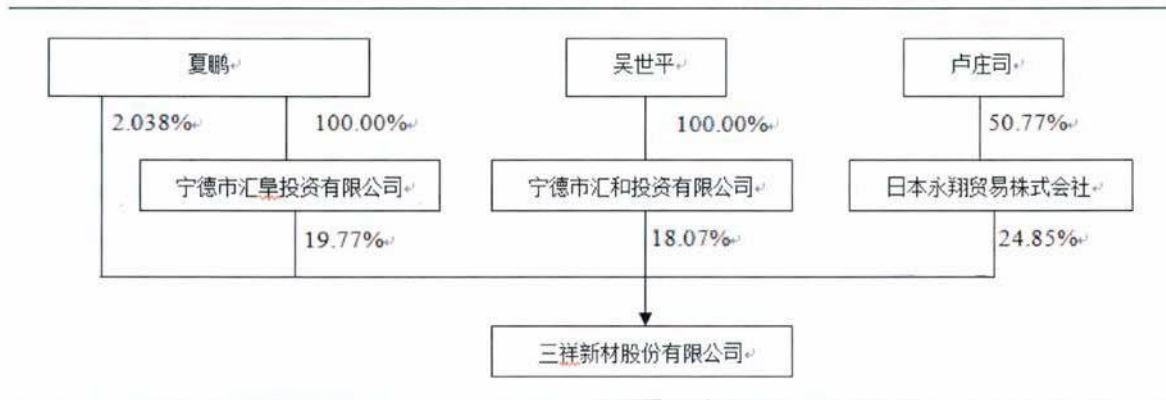 夏鹏
吴世平
卢庄司
2.038%
100.00%
100.00%
50.77%
宁德市汇阜投资有限公司
宁德市汇和投资有限公司
日本永翔贸易株式会社
19.77%
18.07%
24.85%
三祥新材股份有限公司